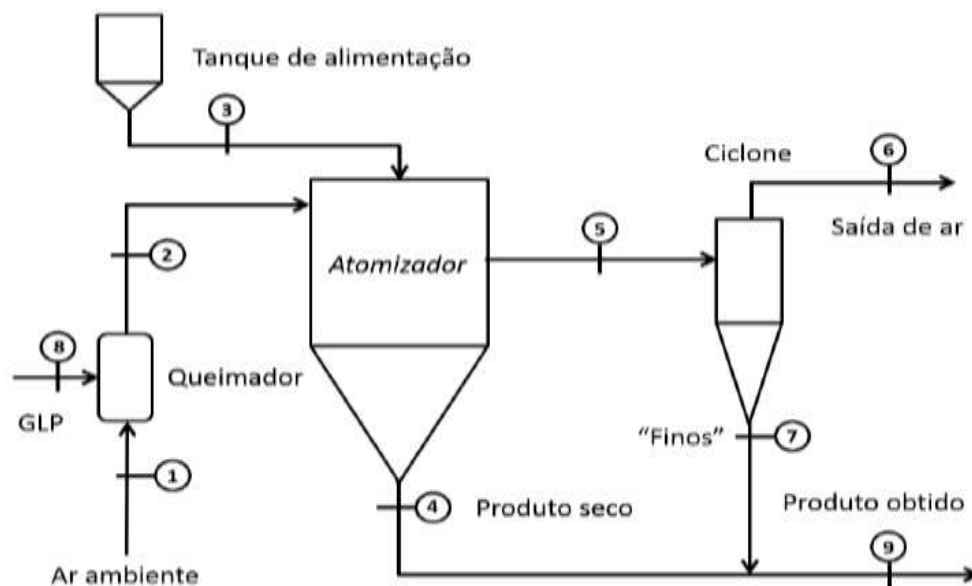 Tanque de alimentação
3
Ciclone
6
Saída de ar
5
2
Atomizador
8
Queimador
GLP
"Finos"
7
1
4
Produto seco
Produto obtido
9
Ar ambiente